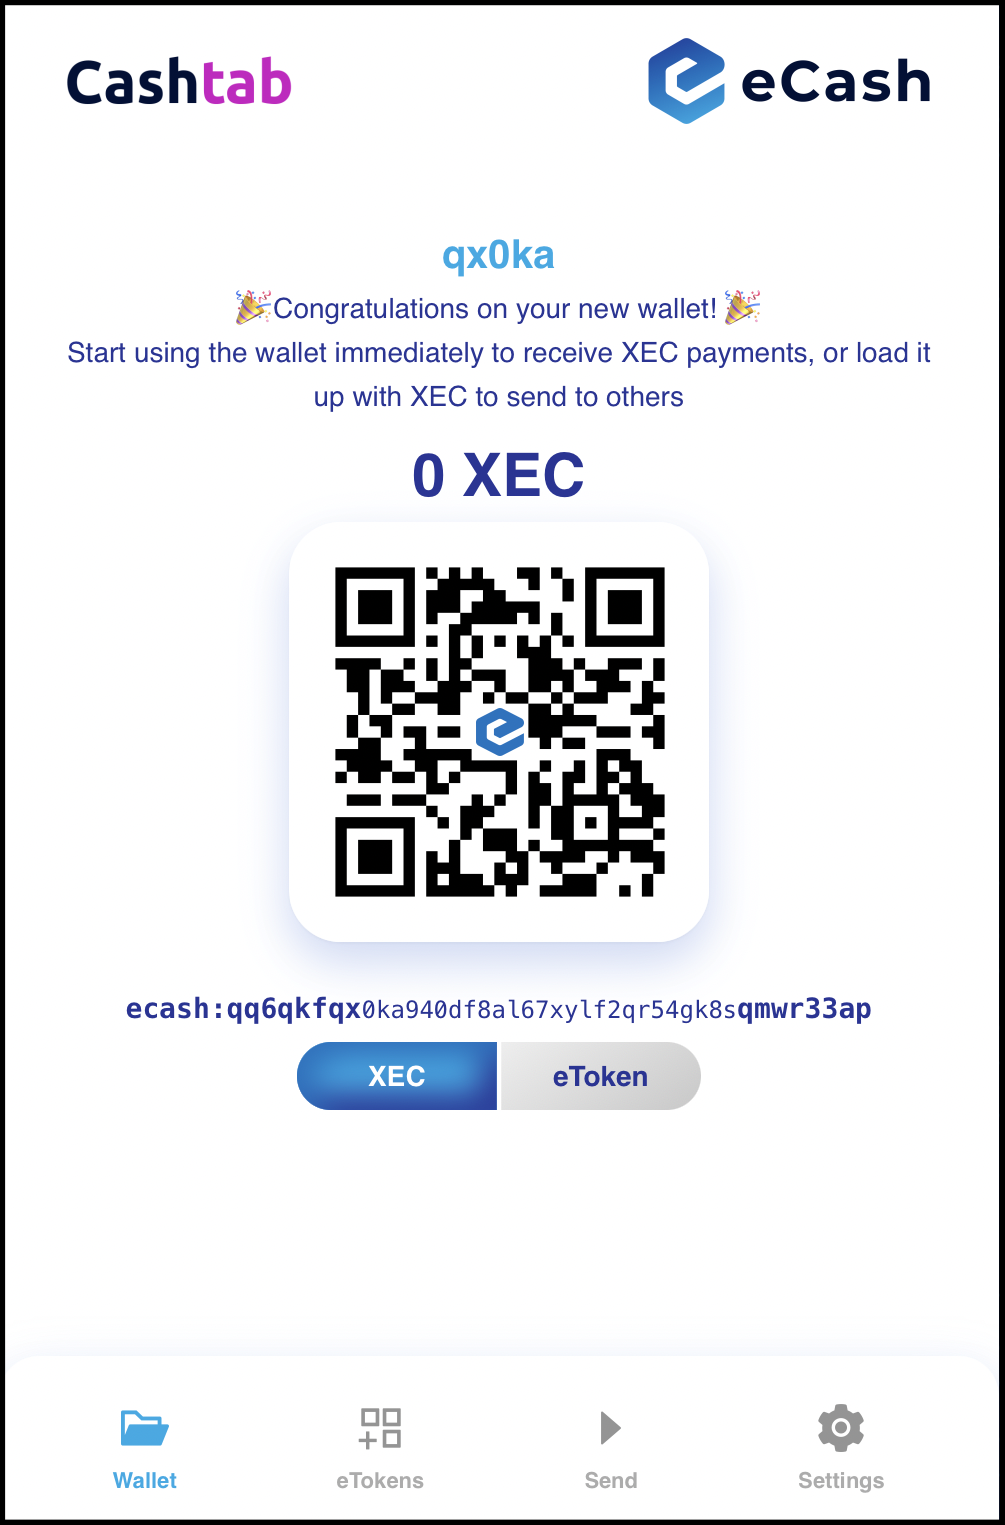 Cashtab
eCash
qx0ka
🎉Congratulations on your new wallet!🎉
Start using the wallet immediately to receive XEC payments, or load it
up with XEC to send to others
0 XEC
ecash:qq6qkfqx0ka940df8al67xylf2qr54gk8sqmwr33ap
XEC
eToken
Wallet
eTokens
Send
Settings